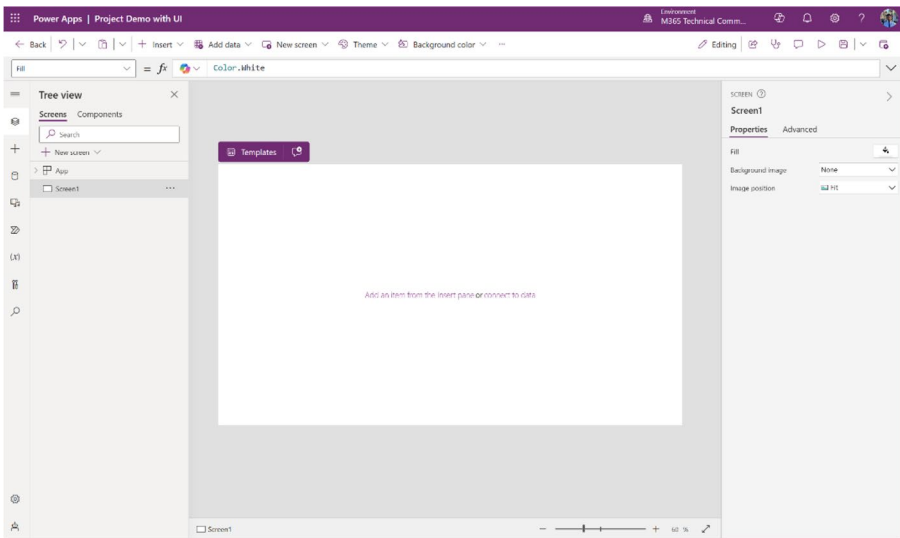 Power Apps | Project Demo with UI
Environment
M365 Technical Comm...
Back
Insert
Add data
New screen
Theme
Background color
...
Editing
Fill
= fx
Color.White
Tree view
Screens Components
Search
New screen
App
Screen1 ...
Templates
Add an item from the Insert pane or connect to data
SCREEN
Screen1
Properties Advanced
Fill
Background image None
Image position Fit
(x)
Screen1
60 %